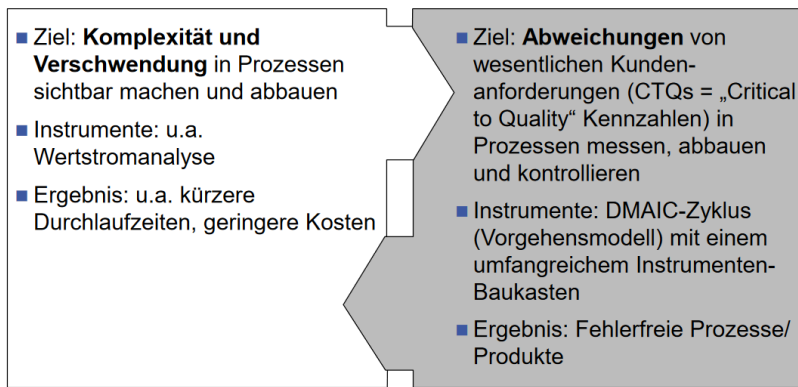 Ziel: Komplexität und
Verschwendung in Prozessen
sichtbar machen und abbauen
Instrumente: u.a.
Wertstromanalyse
Ergebnis: u.a. kürzere
Durchlaufzeiten, geringere Kosten
Ziel: Abweichungen von
wesentlichen Kunden-
anforderungen (CTQs = „Critical
to Quality“ Kennzahlen) in
Prozessen messen, abbauen
und kontrollieren
Instrumente: DMAIC-Zyklus
(Vorgehensmodell) mit einem
umfangreichem Instrumenten-
Baukasten
Ergebnis: Fehlerfreie Prozesse/
Produkte